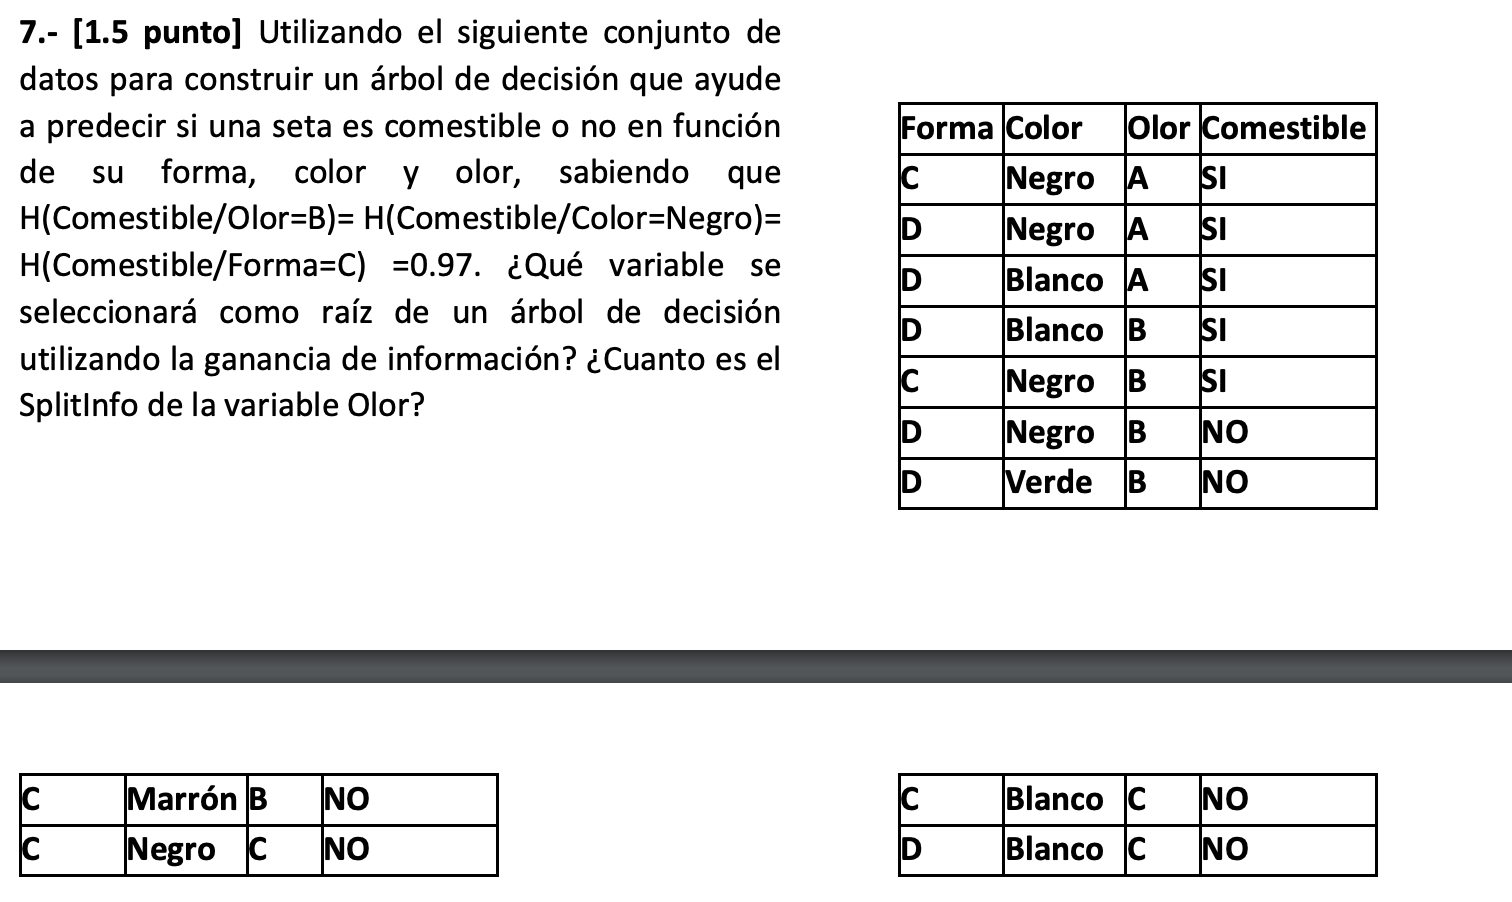 7.- [1.5 punto] Utilizando el siguiente conjunto de
datos para construir un árbol de decisión que ayude
a predecir si una seta es comestible o no en función
de su forma, color y olor, sabiendo que
H(Comestible/Olor=B)= H(Comestible/Color=Negro)=
H(Comestible/Forma=C) =0.97. ¿Qué variable se
seleccionará como raíz de un árbol de decisión
utilizando la ganancia de información? ¿Cuanto es el
SplitInfo de la variable Olor?
Forma Color Olor Comestible
C Negro A SI
D Negro A SI
D Blanco A SI
D Blanco B SI
C Negro B SI
D Negro B NO
D Verde B NO
C Marrón B NO
C Negro C NO
C Blanco C NO
D Blanco C NO